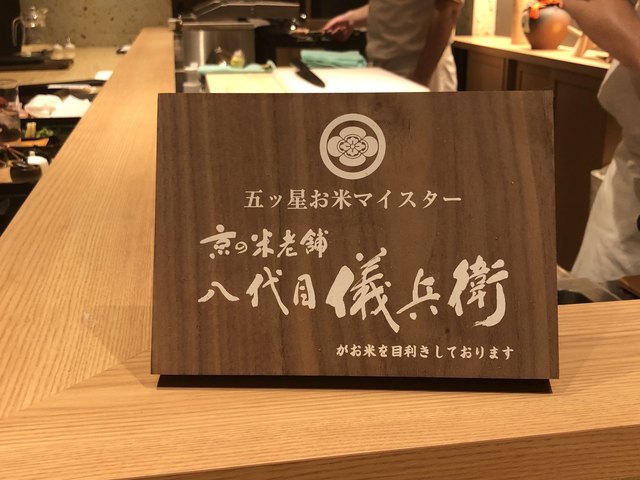 五ッ星お米マイスター
京の米老舗
八代目儀兵衛
がお米を目利きしております